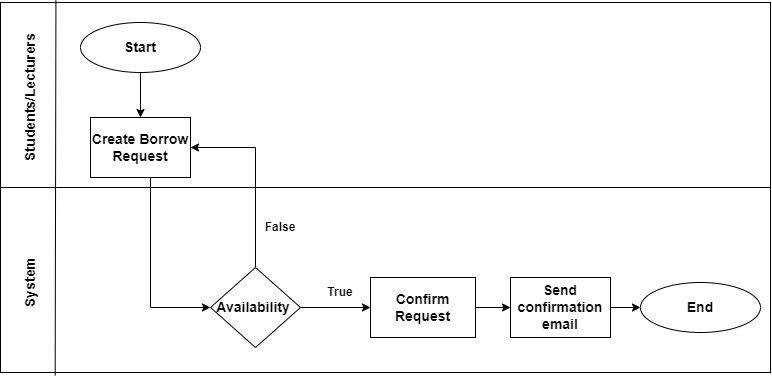 Students/Lecturers
Start
Create Borrow
Request
False
System
Availability
True
Confirm
Request
Send
confirmation
email
End